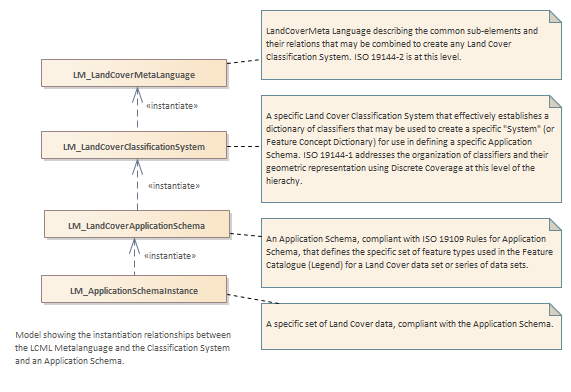 LandCoverMeta Language describing the common sub-elements and
their relations that may be combined to create any Land Cover
Classification System. ISO 19144-2 is at this level.
LM_LandCoverMetaLanguage
«instantiate»
A specific Land Cover Classification System that effectively establishes a
dictionary of classifiers that may be used to create a specific "System" (or
Feature Concept Dictionary) for use in defining a specific Application
Schema. ISO 19144-1 addresses the organization of classifiers and their
geometric representation using Discrete Coverage at this level of the
hierachy.
LM_LandCoverClassificationSystem
«instantiate»
LM_LandCoverApplicationSchema
An Application Schema, compliant with ISO 19109 Rules for Application
Schema, that defines the specific set of feature types used in the Feature
Catalogue (Legend) for a Land Cover data set or series of data sets.
«instantiate»
LM_ApplicationSchemaInstance
A specific set of Land Cover data, compliant with the Application Schema.
Model showing the instantiation relationships between
the LCML Metalanguage and the Classification System
and an Application Schema.